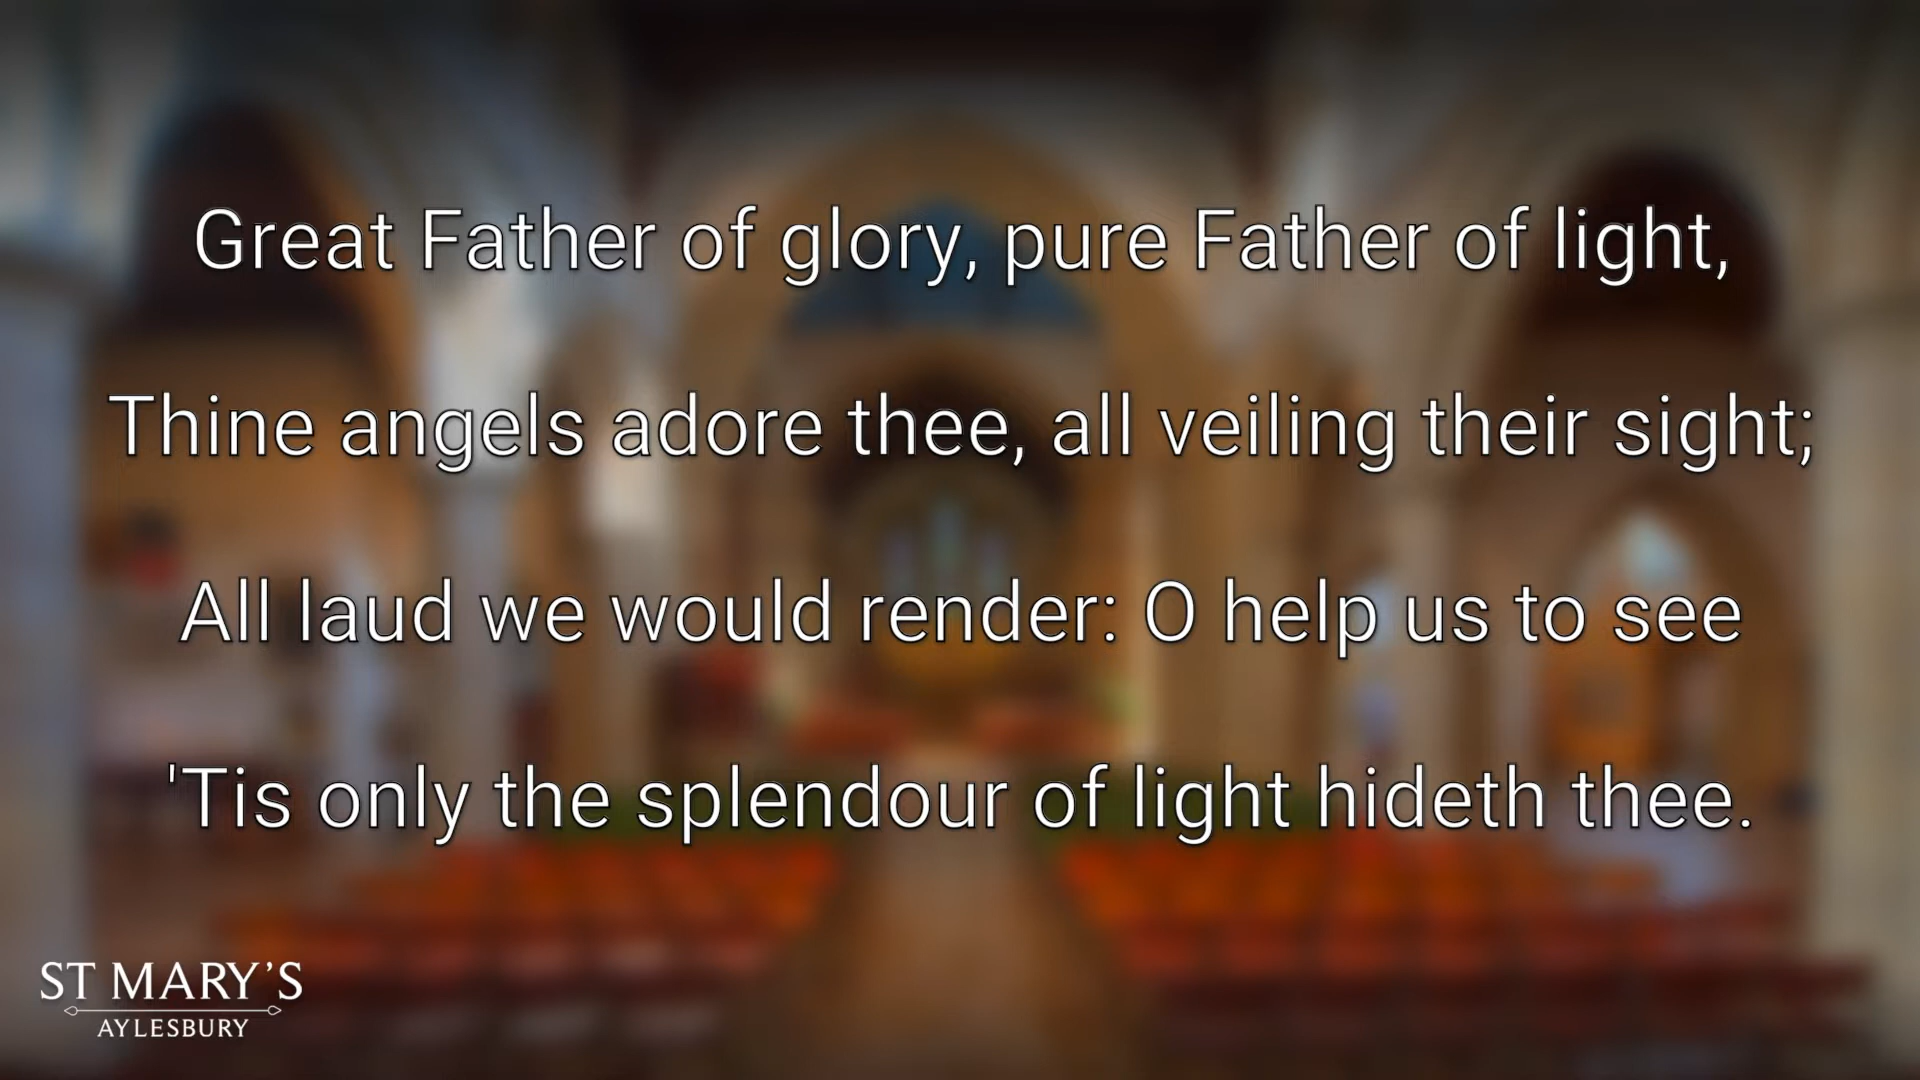 Great Father of glory, pure Father of light,
Thine angels adore thee, all veiling their sight;
All laud we would render: O help us to see
'Tis only the splendour of light hideth thee.
ST MARY'S
AYLESBURY